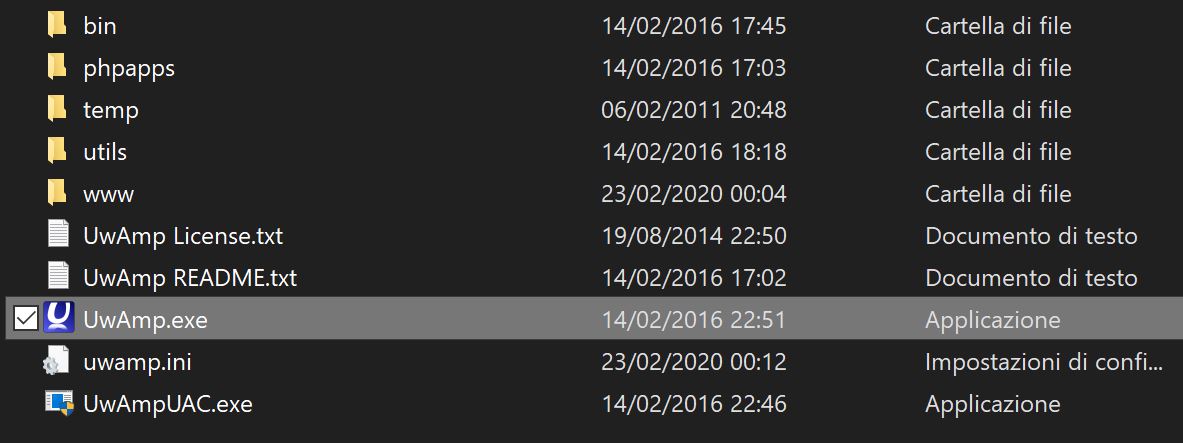 bin 14/02/2016 17:45 Cartella di file
phpapps 14/02/2016 17:03 Cartella di file
temp 06/02/2011 20:48 Cartella di file
utils 14/02/2016 18:18 Cartella di file
www 23/02/2020 00:04 Cartella di file
UwAmp License.txt 19/08/2014 22:50 Documento di testo
UwAmp README.txt 14/02/2016 17:02 Documento di testo
UwAmp.exe 14/02/2016 22:51 Applicazione
uwamp.ini 23/02/2020 00:12 Impostazioni di confi...
UwAmpUAC.exe 14/02/2016 22:46 Applicazione